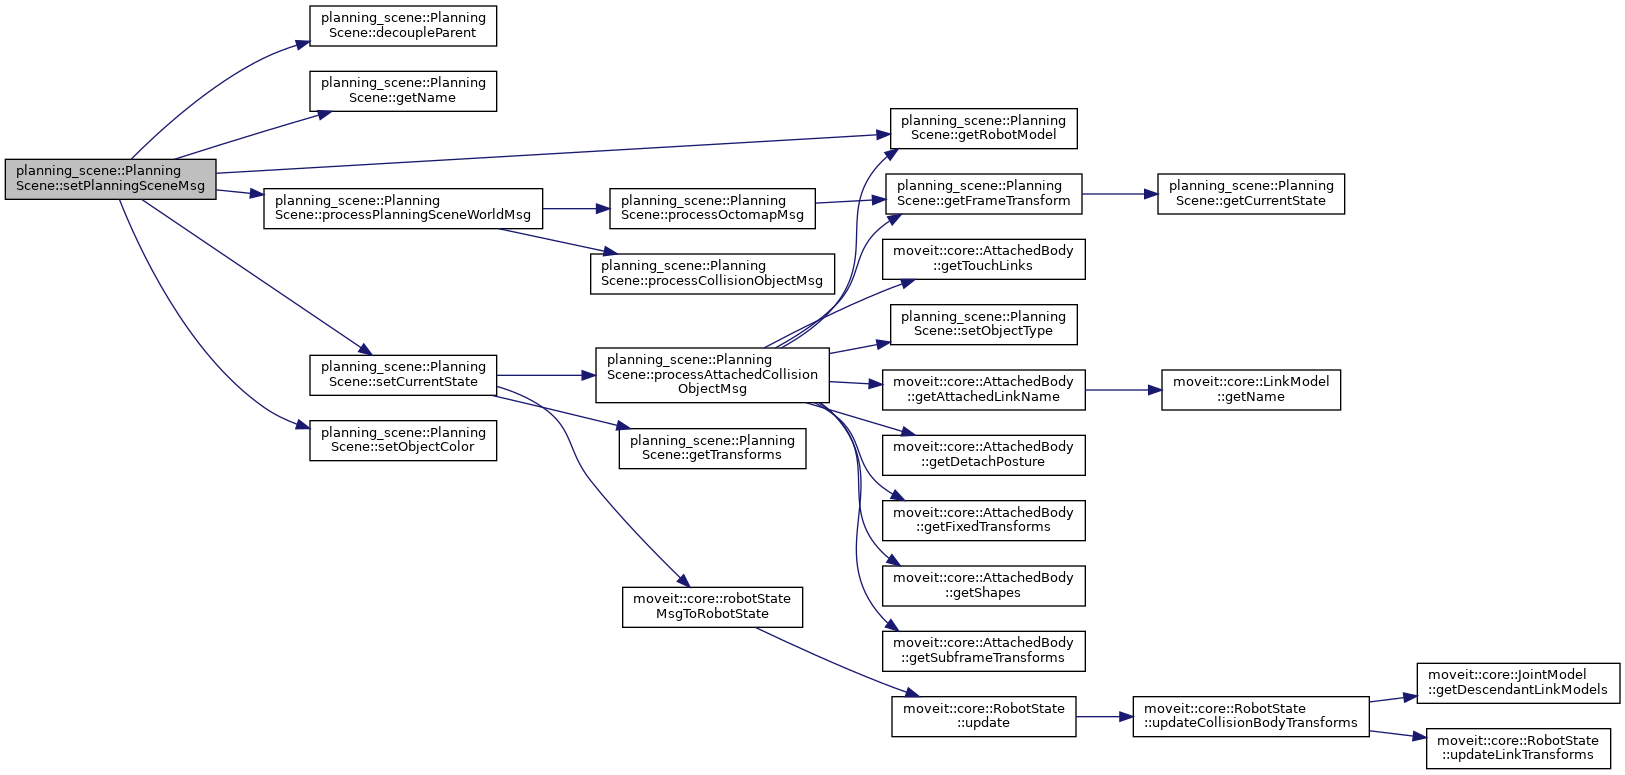 planning_scene::Planning
Scene::decoupleParent
planning_scene::Planning
Scene::getName
planning_scene::Planning
Scene::setPlanningSceneMsg
planning_scene::Planning
Scene::processPlanningSceneWorldMsg
planning_scene::Planning
Scene::setCurrentState
planning_scene::Planning
Scene::setObjectColor
planning_scene::Planning
Scene::processOctomapMsg
planning_scene::Planning
Scene::processCollisionObjectMsg
planning_scene::Planning
Scene::processAttachedCollision
ObjectMsg
planning_scene::Planning
Scene::getTransforms
moveit::core::robotState
MsgToRobotState
planning_scene::Planning
Scene::getRobotModel
planning_scene::Planning
Scene::getFrameTransform
moveit::core::AttachedBody
::getTouchLinks
planning_scene::Planning
Scene::setObjectType
moveit::core::AttachedBody
::getAttachedLinkName
moveit::core::AttachedBody
::getDetachPosture
moveit::core::AttachedBody
::getFixedTransforms
moveit::core::AttachedBody
::getShapes
moveit::core::AttachedBody
::getSubframeTransforms
moveit::core::RobotState
::update
planning_scene::Planning
Scene::getCurrentState
moveit::core::LinkModel
::getName
moveit::core::RobotState
::updateCollisionBodyTransforms
moveit::core::JointModel
::getDescendantLinkModels
moveit::core::RobotState
::updateLinkTransforms